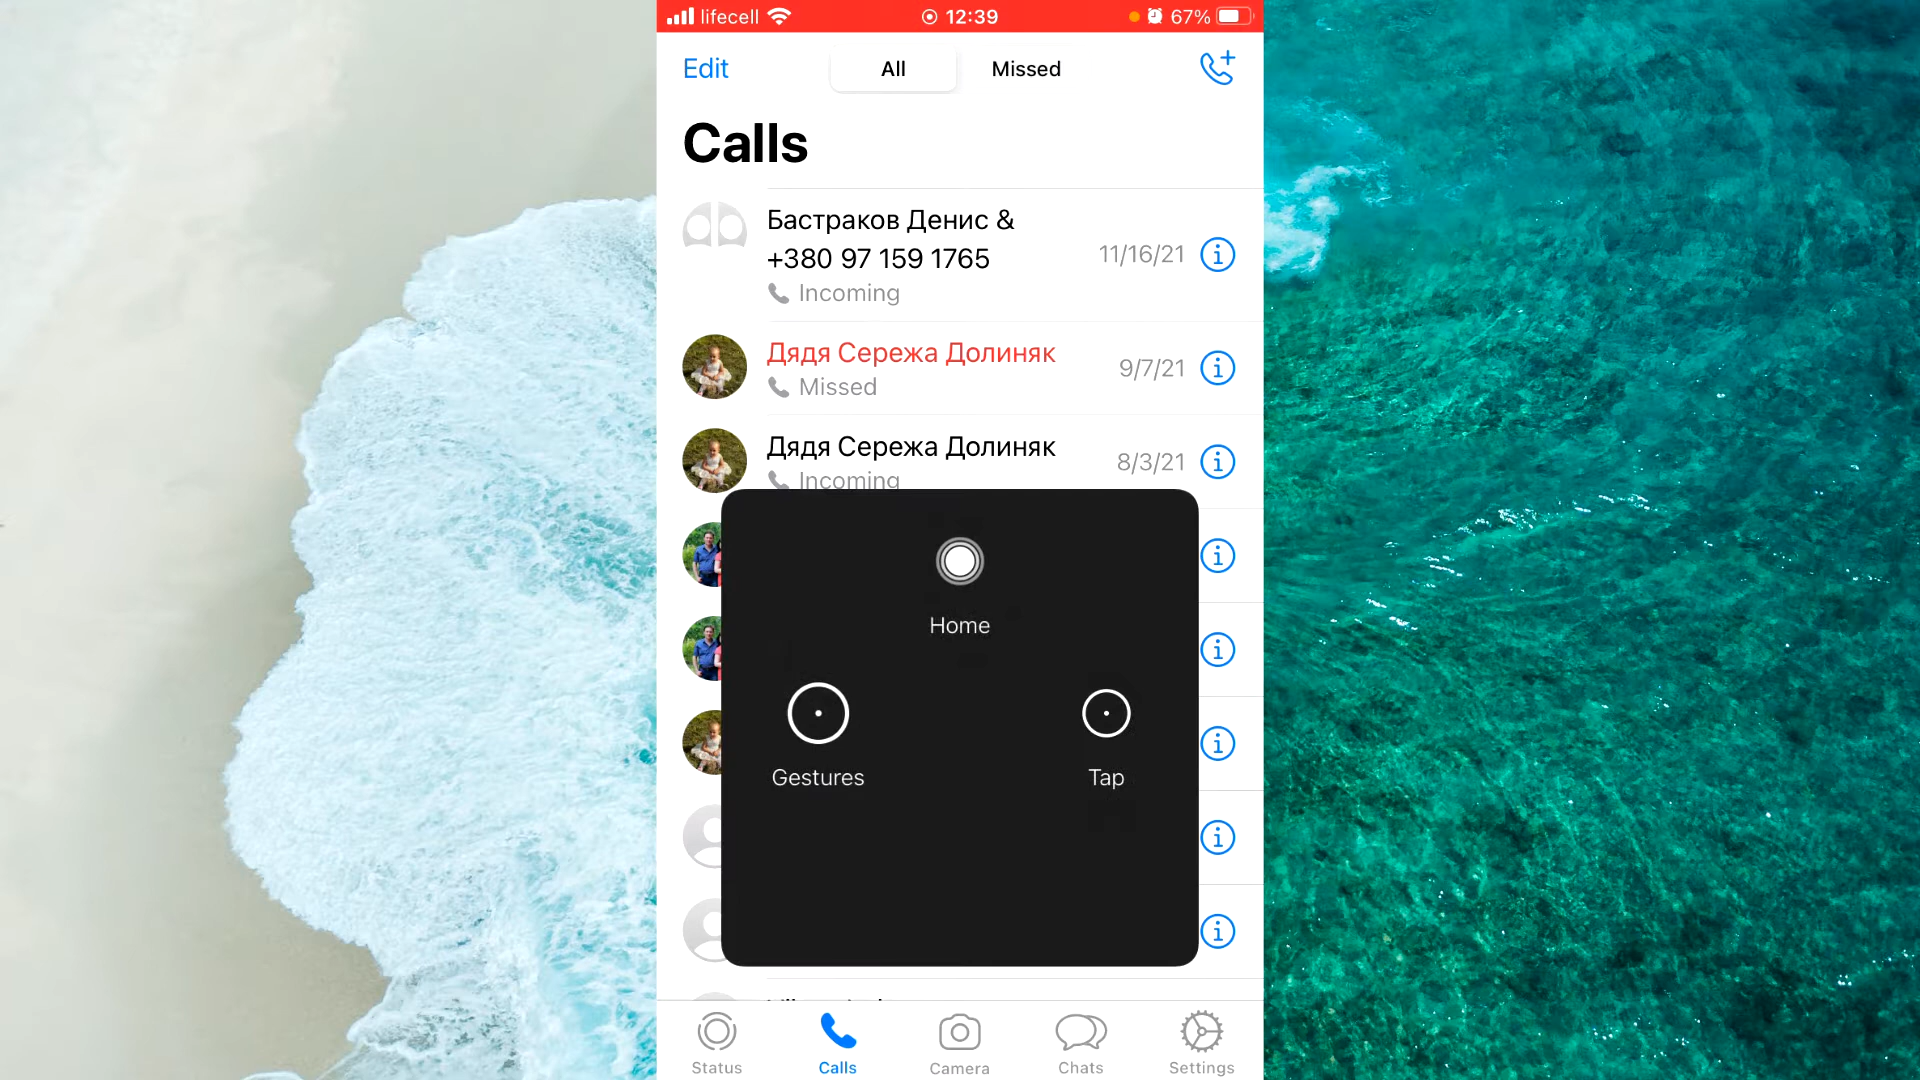 lifecell 12:39 67%
Edit All Missed
Calls
Бастраков Денис &
+380 97 159 1765
11/16/21
Incoming
Дядя Сережа Долиняк
9/7/21
Missed
Дядя Сережа Долиняк
8/3/21
Incoming
Home
Gestures Tap
Status Calls Camera Chats Settings